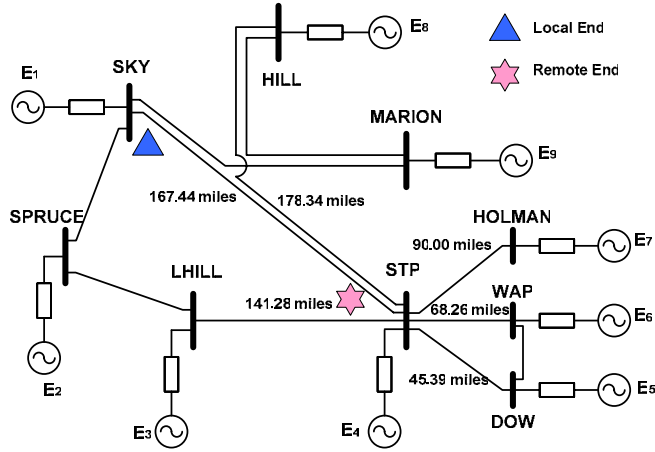 E8
Local End
Remote End
HILL
E1
SKY
MARION
E9
167.44 miles
178.34 miles
SPRUCE
HOLMAN
E7
90.00 miles
LHILL
STP
WAP
141.28 miles
68.26 miles
E6
E2
45.39 miles
E5
DOW
E3
E4